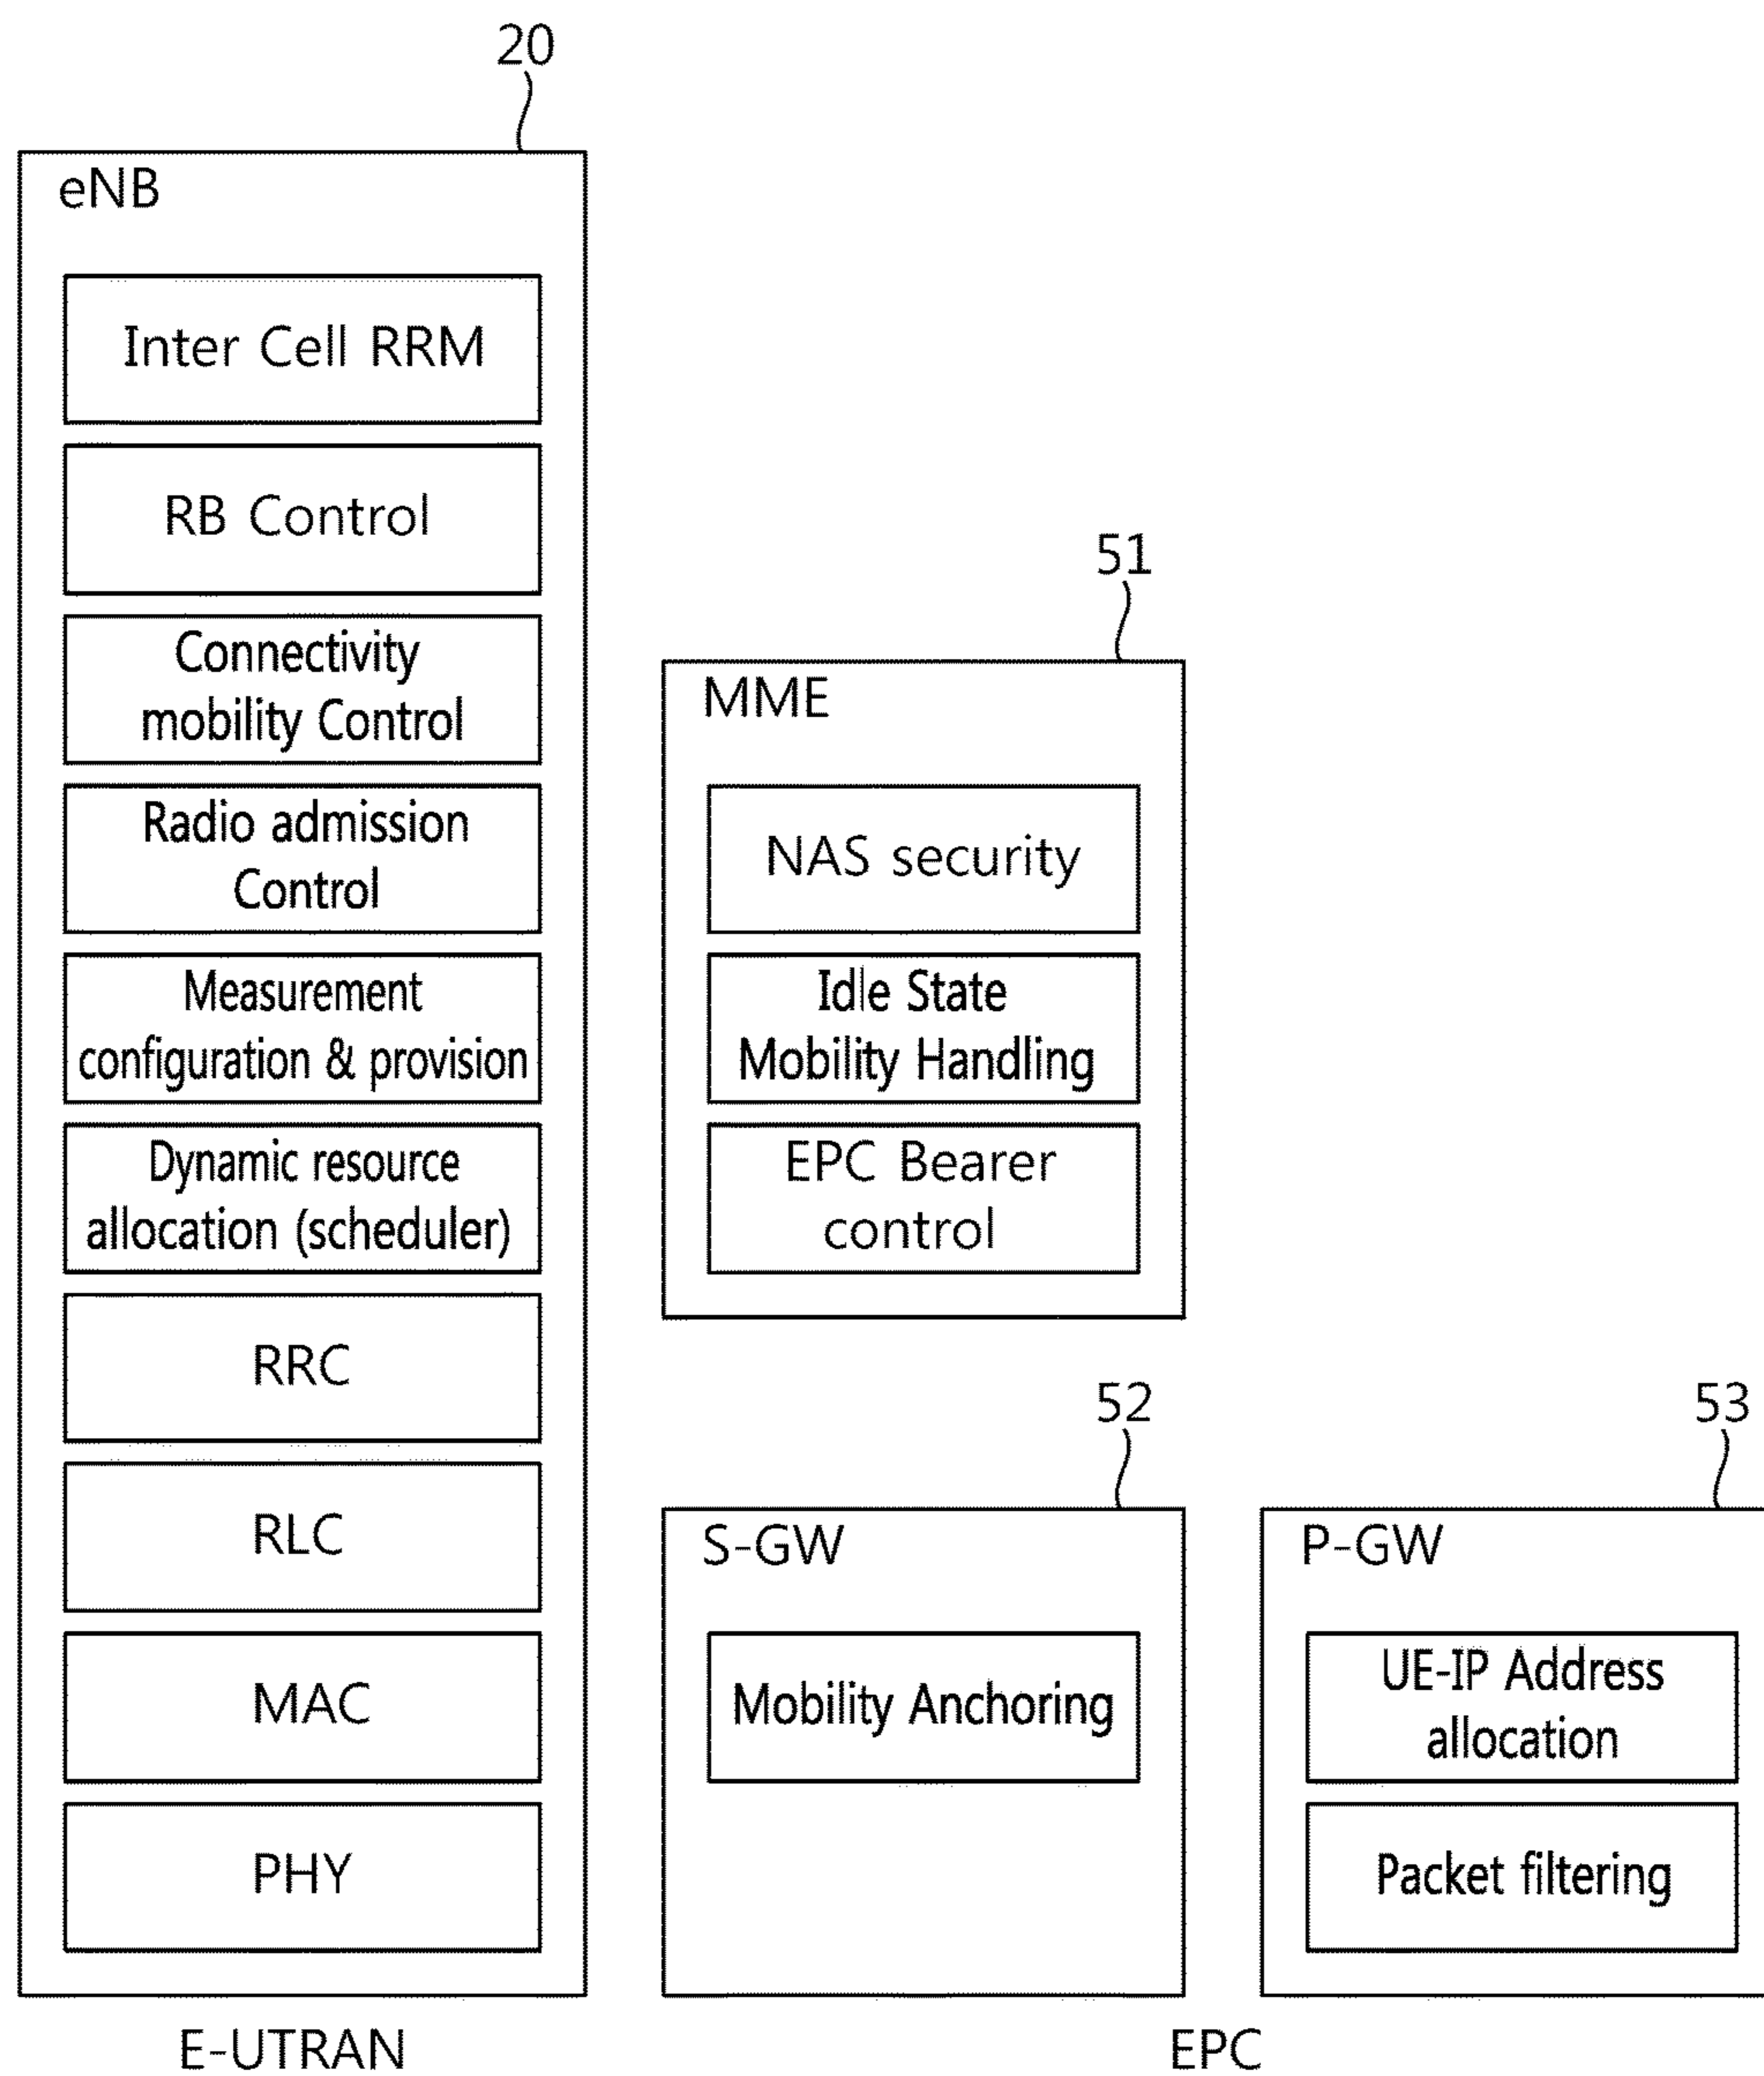 20
eNB
Inter Cell RRM
RB Control
Connectivity
mobility Control
Radio admission
Control
Measurement
configuration & provision
Dynamic resource
allocation (scheduler)
RRC
RLC
MAC
PHY
E-UTRAN
51
MME
NAS security
Idle State
Mobility Handling
EPC Bearer
control
52
S-GW
Mobility Anchoring
53
P-GW
UE-IP Address
allocation
Packet filtering
EPC